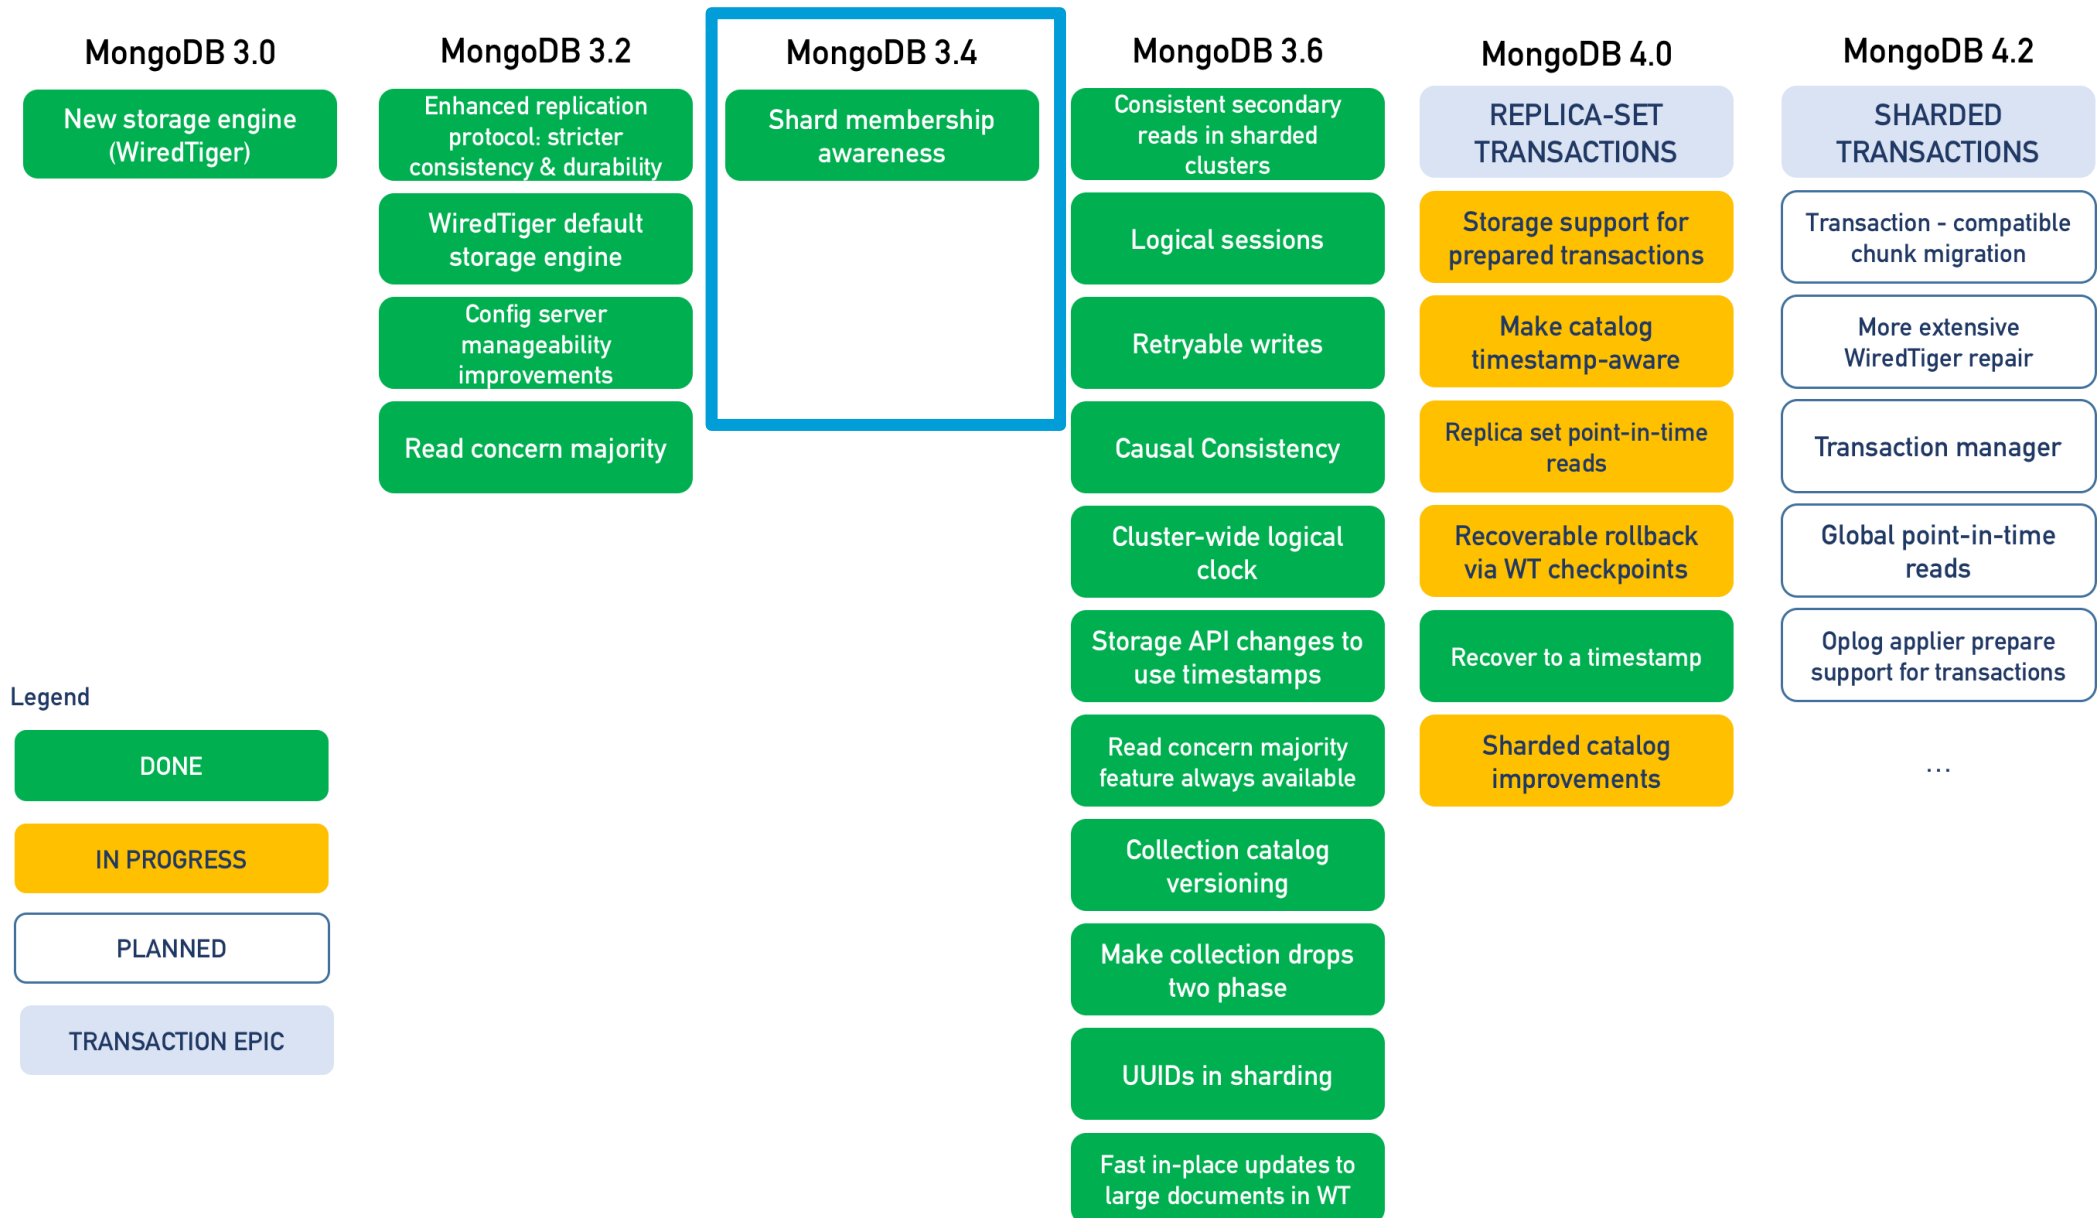 MongoDB 3.0
New storage engine
(WiredTiger)
MongoDB 3.2
Enhanced replication
protocol: stricter
consistency & durability
WiredTiger default
storage engine
Config server
manageability
improvements
Read concern majority
MongoDB 3.4
Shard membership
awareness
MongoDB 3.6
Consistent secondary
reads in sharded
clusters
Logical sessions
Retryable writes
Causal Consistency
Cluster-wide logical
clock
Storage API changes to
use timestamps
Read concern majority
feature always available
Collection catalog
versioning
Make collection drops
two phase
UUIDs in sharding
Fast in-place updates to
large documents in WT
MongoDB 4.0
REPLICA-SET
TRANSACTIONS
Storage support for
prepared transactions
Make catalog
timestamp-aware
Replica set point-in-time
reads
Recoverable rollback
via WT checkpoints
Recover to a timestamp
Sharded catalog
improvements
MongoDB 4.2
SHARDED
TRANSACTIONS
Transaction - compatible
chunk migration
More extensive
WiredTiger repair
Transaction manager
Global point-in-time
reads
Oplog applier prepare
support for transactions
...
Legend
DONE
IN PROGRESS
PLANNED
TRANSACTION EPIC